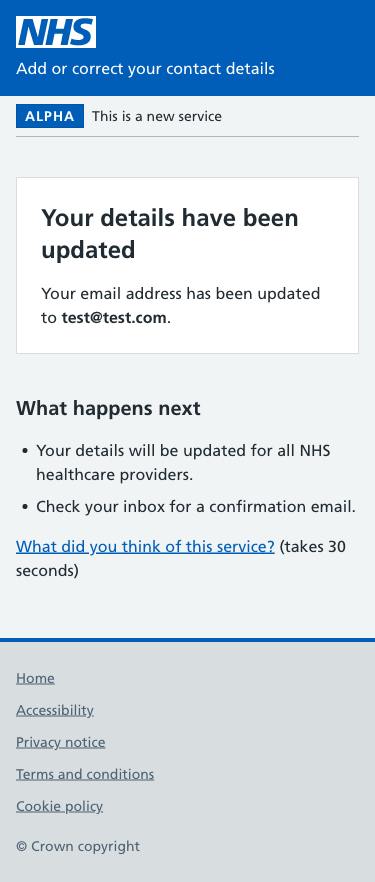 NHS
Add or correct your contact details
ALPHA This is a new service
Your details have been
updated
Your email address has been updated
to test@test.com.
What happens next
• Your details will be updated for all NHS
healthcare providers.
• Check your inbox for a confirmation email.
What did you think of this service? (takes 30
seconds)
Home
Accessibility
Privacy notice
Terms and conditions
Cookie policy
© Crown copyright